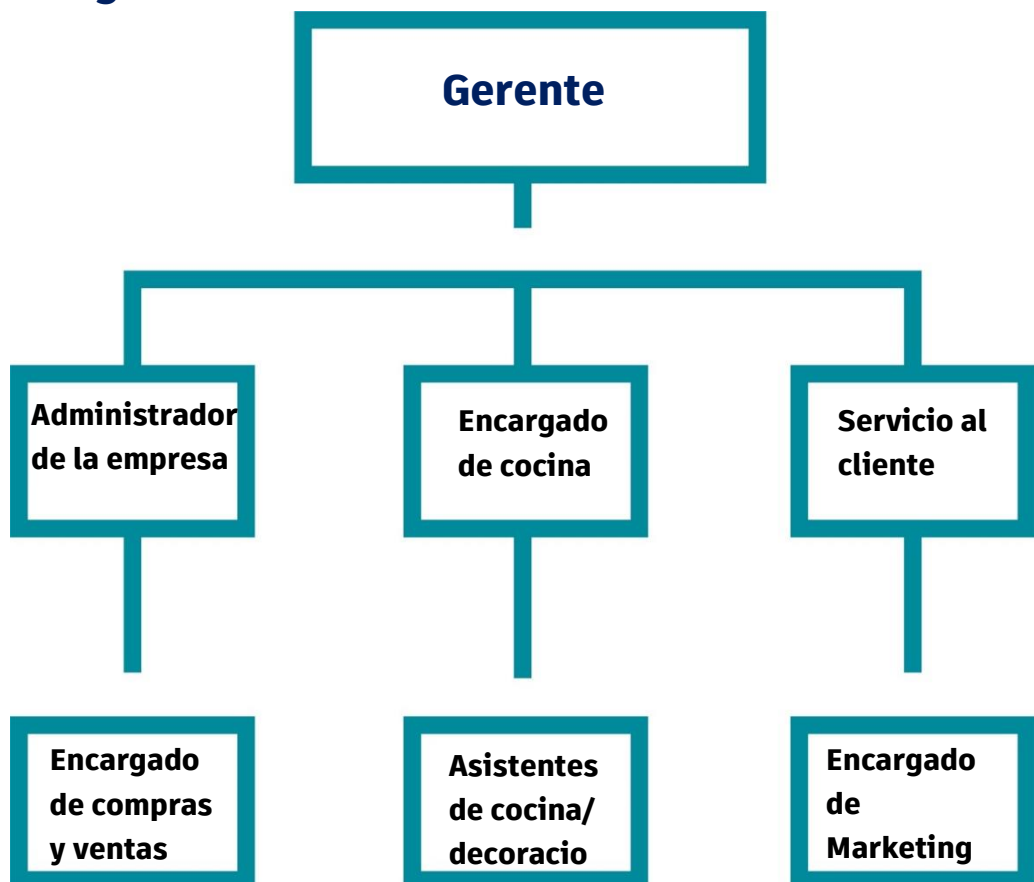 Gerente
Administrador
de la empresa
Encargado
de cocina
Servicio al
cliente
Encargado
de compras
y ventas
Asistentes
de cocina/
decoracio
Encargado
de
Marketing